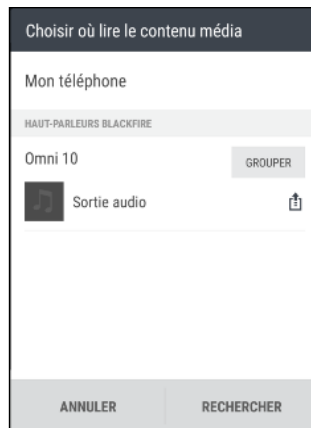 Choisir où lire le contenu média
Mon téléphone
HAUT-PARLEURS BLACKFIRE
Omni 10
GROUPER
Sortie audio
ANNULER
RECHERCHER